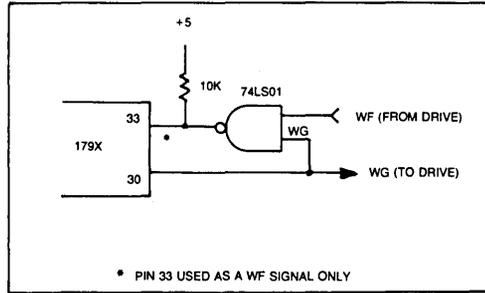 +5
10K
74LS01
33
WF (FROM DRIVE)
WG
*
179X
30
WG (TO DRIVE)
* PIN 33 USED AS A WF SIGNAL ONLY